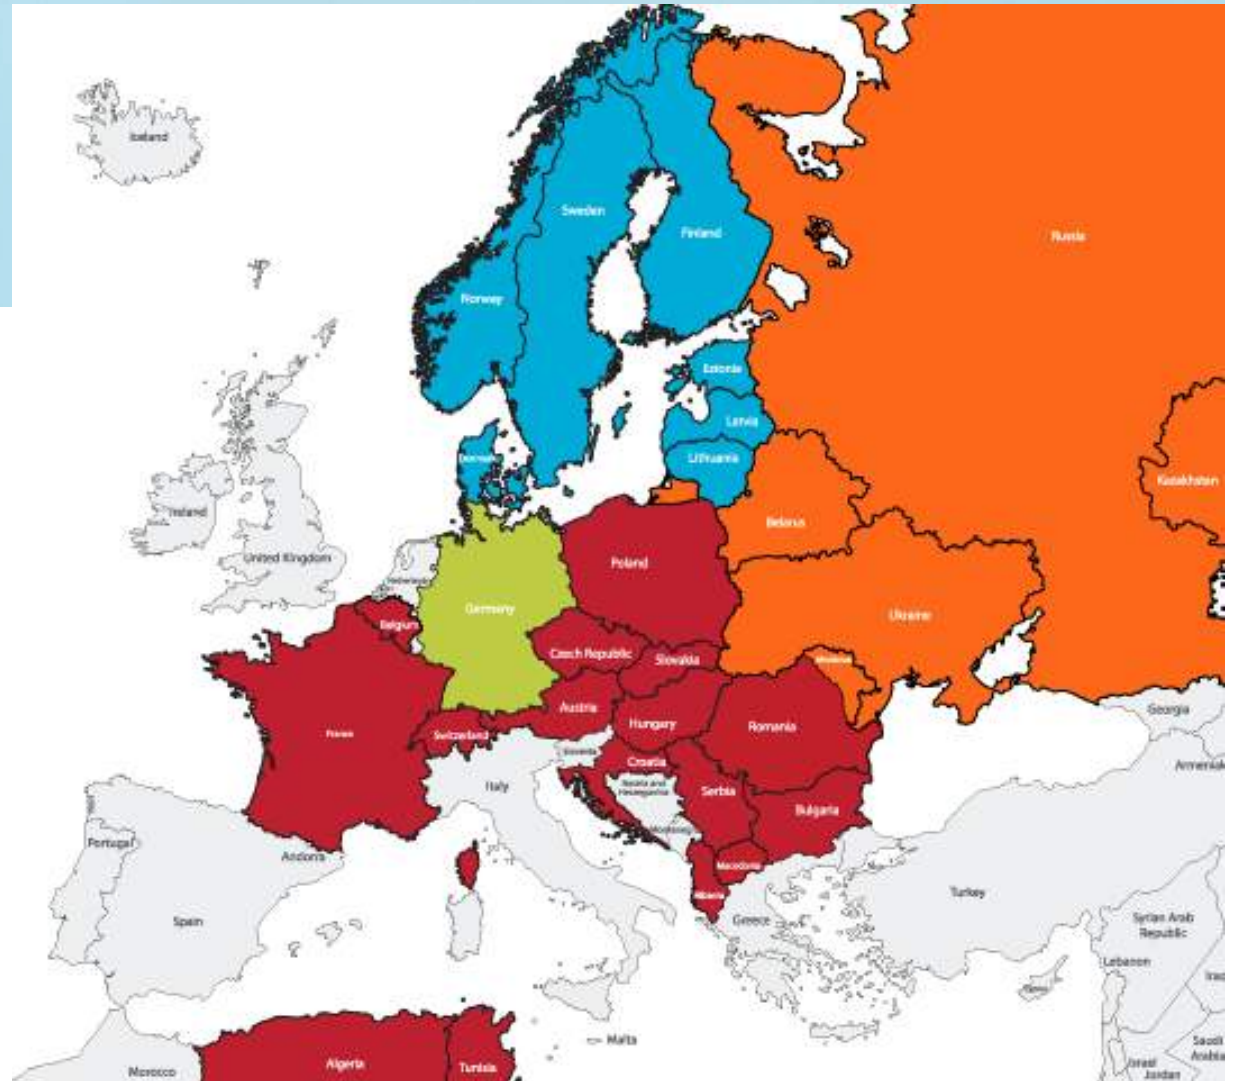 Iceland
Sweden
Finland
Russia
Norway
Estonia
Latvia
Lithuania
Denmark
Kazakhstan
Ireland
United Kingdom
Belarus
Netherlands
Poland
Germany
Ukraine
Belgium
Czech Republic
Slovakia
Moldova
Austria
Hungary
Romania
Georgia
France
Switzerland
Slovenia
Croatia
Armenia
Italy
Bosnia and
Herzegovina
Serbia
Bulgaria
Montenegro
Portugal
Andorra
Macedonia
Albania
Turkey
Spain
Greece
Syrian Arab
Republic
Lebanon
Iraq
Cyprus
Malta
Morocco
Algeria
Tunisia
Israel
Jordan
Saudi
Arabia